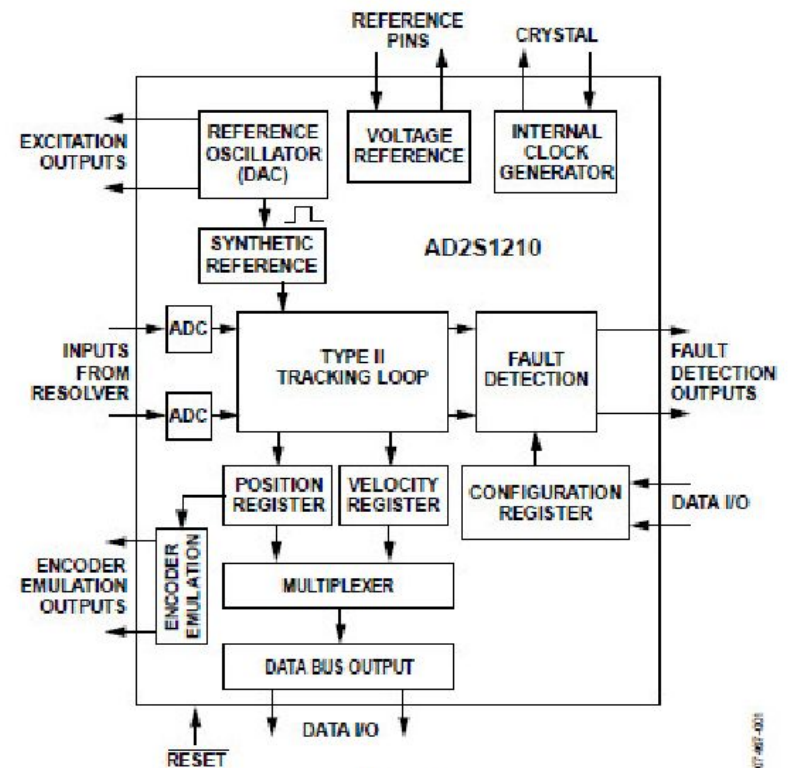 REFERENCE
PINS
CRYSTAL
EXCITATION
OUTPUTS
REFERENCE
OSCILLATOR
(DAC)
VOLTAGE
REFERENCE
INTERNAL
CLOCK
GENERATOR
SYNTHETIC
REFERENCE
AD2S1210
INPUTS
FROM
RESOLVER
ADC
ADC
TYPE II
TRACKING LOOP
FAULT
DETECTION
FAULT
DETECTION
OUTPUTS
POSITION
REGISTER
VELOCITY
REGISTER
CONFIGURATION
REGISTER
DATA I/O
ENCODER
EMULATION
OUTPUTS
ENCODER
EMULATION
MULTIPLEXER
DATA BUS OUTPUT
DATA I/O
RESET
07467-001